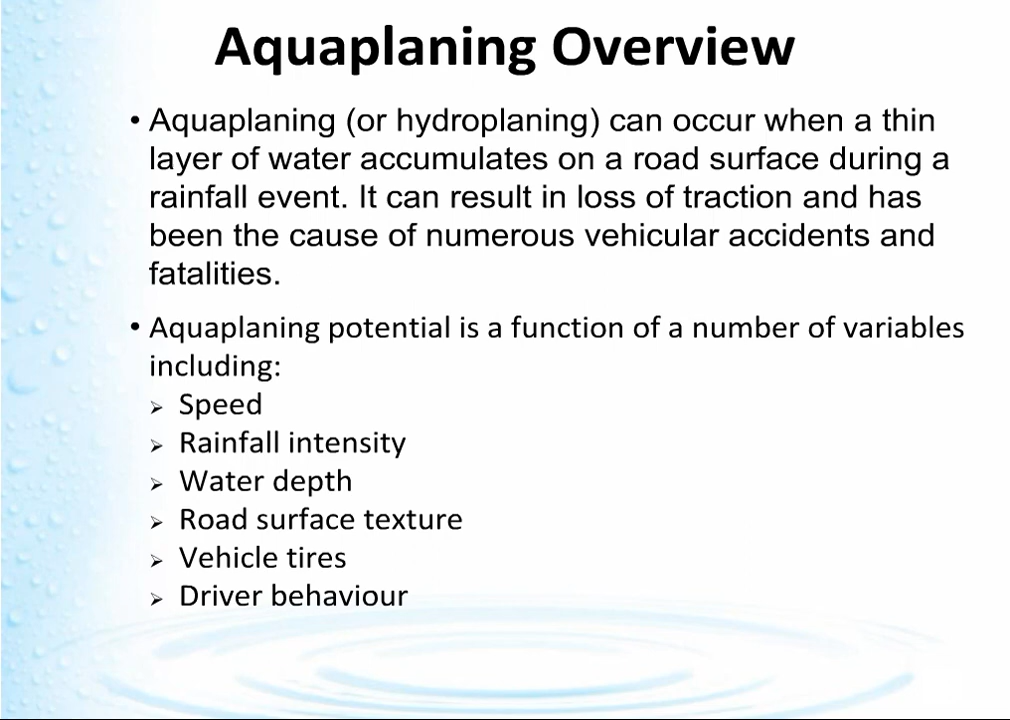 Aquaplaning Overview
• Aquaplaning (or hydroplaning) can occur when a thin
layer of water accumulates on a road surface during a
rainfall event. It can result in loss of traction and has
been the cause of numerous vehicular accidents and
fatalities.
• Aquaplaning potential is a function of a number of variables
including:
➢ Speed
➢ Rainfall intensity
➢ Water depth
➢ Road surface texture
➢ Vehicle tires
➢ Driver behaviour